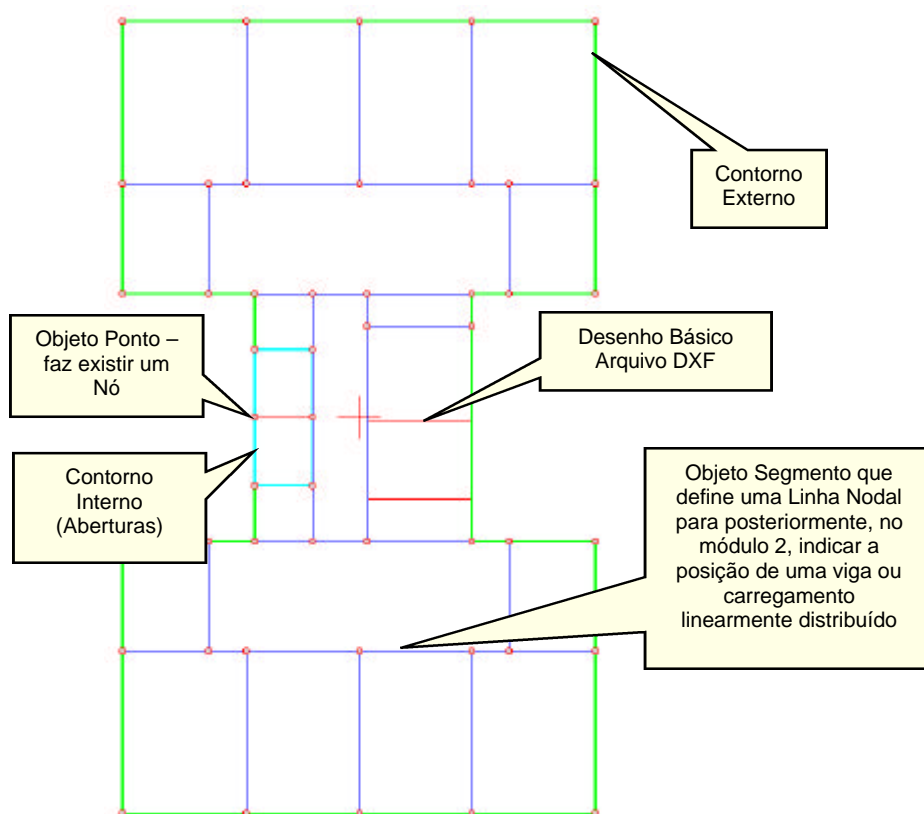 Contorno
Externo
Objeto Ponto –
faz existir um
Nó
Desenho Básico
Arquivo DXF
Contorno
Interno
(Aberturas)
Objeto Segmento que
define uma Linha Nodal
para posteriormente, no
módulo 2, indicar a
posição de uma viga ou
carregamento
linearmente distribuído